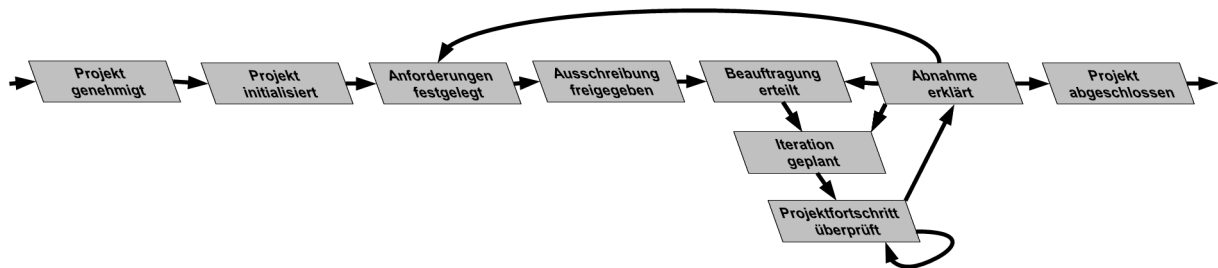 Projekt
genehmigt
Projekt
initialisiert
Anforderungen
festgelegt
Ausschreibung
freigegeben
Beauftragung
erteilt
Abnahme
erklärt
Projekt
abgeschlossen
Iteration
geplant
Projektfortschritt
überprüft